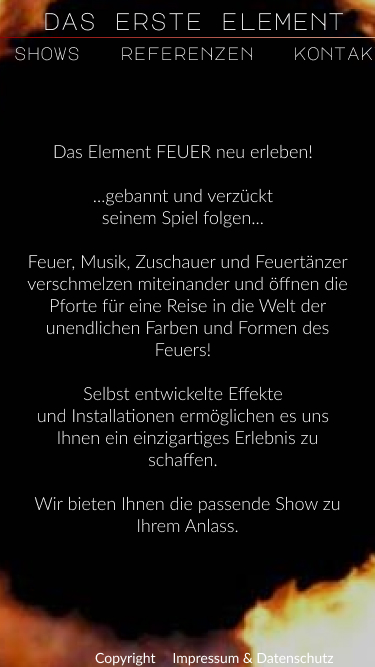 DAS ERSTE ELEMENT
SHOWS REFERENZEN KONTAK
Das Element FEUER neu erleben!
...gebannt und verzückt
seinem Spiel folgen...
Feuer, Musik, Zuschauer und Feuertänzer
verschmelzen miteinander und öffnen die
Pforte für eine Reise in die Welt der
unendlichen Farben und Formen des
Feuers!
Selbst entwickelte Effekte
und Installationen ermöglichen es uns
Ihnen ein einzigartiges Erlebnis zu
schaffen.
Wir bieten Ihnen die passende Show zu
Ihrem Anlass.
Copyright Impressum & Datenschutz